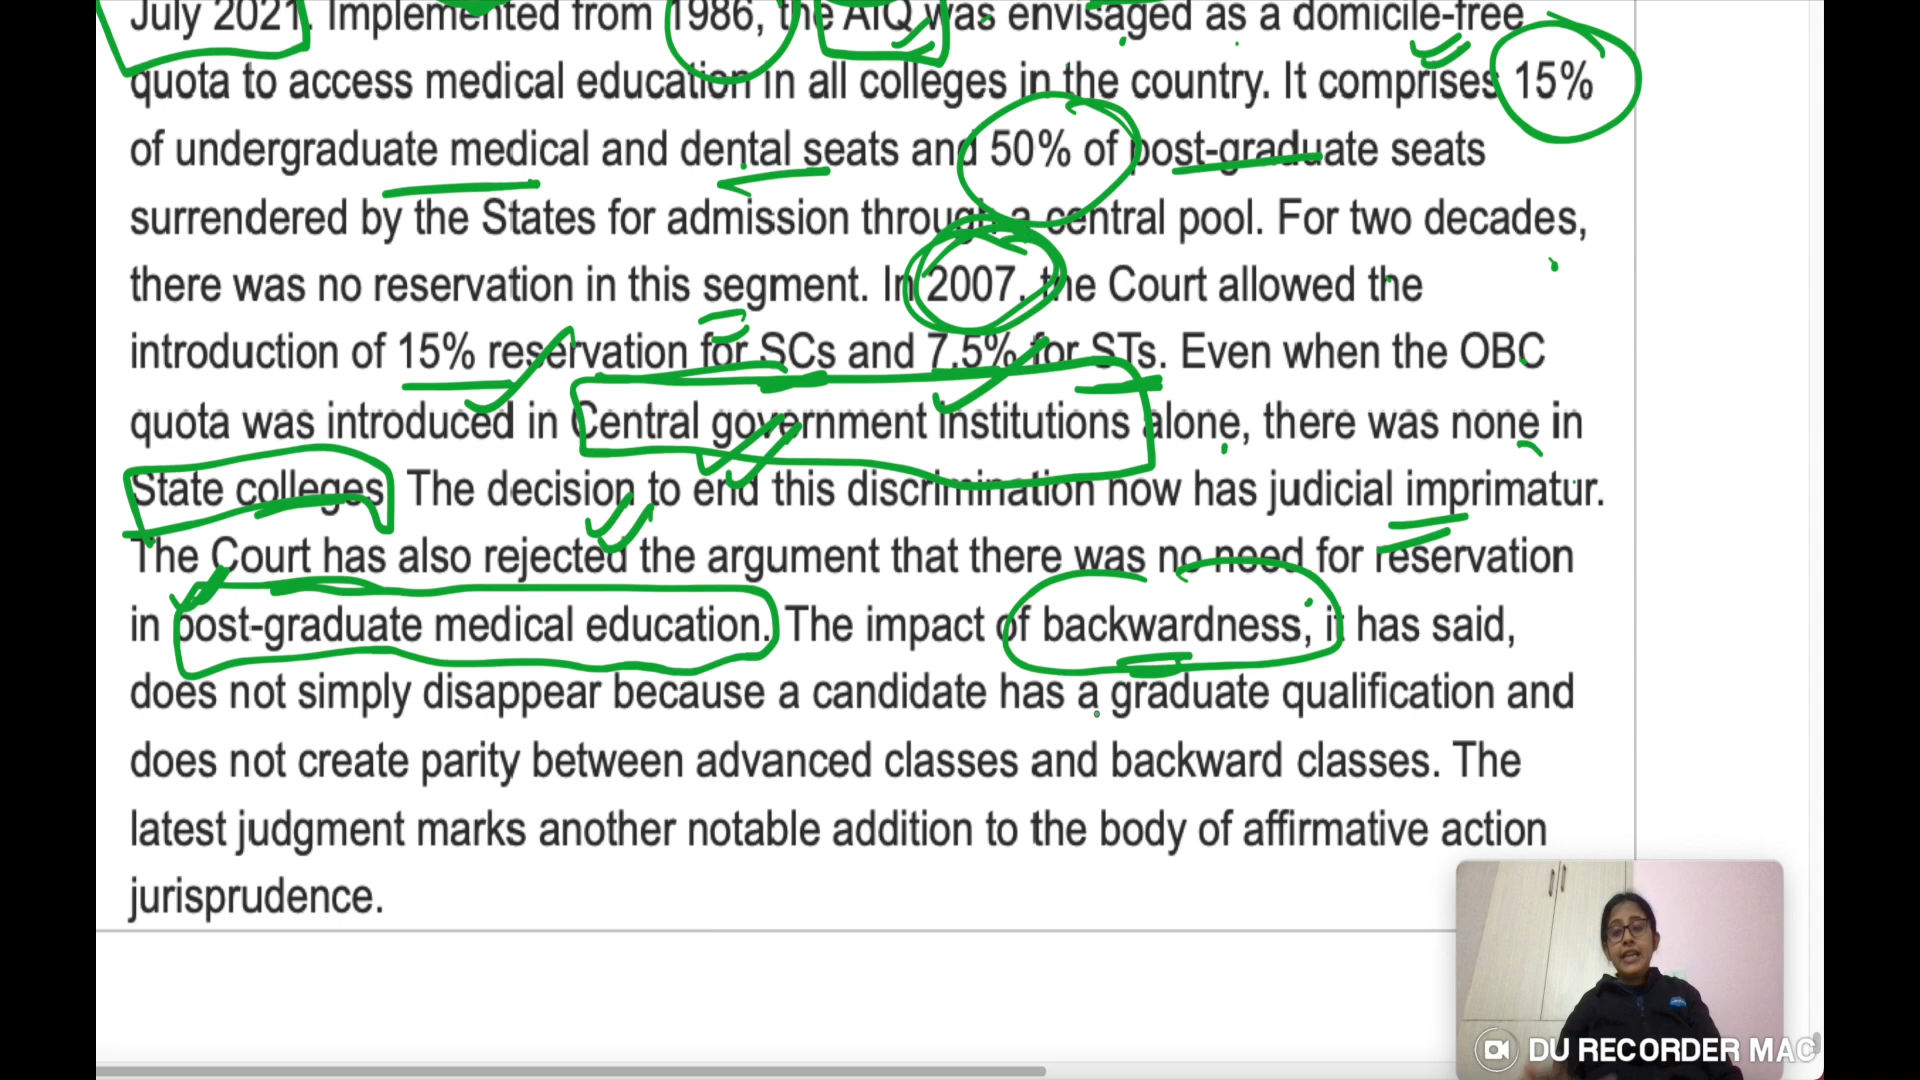 July 2021. Implemented from 1986, the AIQ was envisaged as a domicile-free
quota to access medical education in all colleges in the country. It comprises 15%
of undergraduate medical and dental seats and 50% of post-graduate seats
surrendered by the States for admission through a central pool. For two decades,
there was no reservation in this segment. In 2007, the Court allowed the
introduction of 15% reservation for SCs and 7.5% for STs. Even when the OBC
quota was introduced in Central government institutions alone, there was none in
State colleges. The decision to end this discrimination now has judicial imprimatur.
The Court has also rejected the argument that there was no need for reservation
in post-graduate medical education. The impact of backwardness, it has said,
does not simply disappear because a candidate has a graduate qualification and
does not create parity between advanced classes and backward classes. The
latest judgment marks another notable addition to the body of affirmative action
jurisprudence.
DU RECORDER MAC